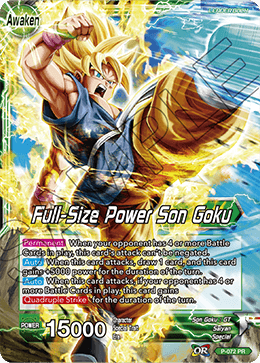 Awaken
Full-Size Power Son Goku
Permanent When your opponent has 4 or more Battle
Cards in play, this card's attack can't be negated.
Auto When this card attacks, draw 1 card, and this card
gains +5000 power for the duration of the turn.
Auto When this card attacks, if your opponent has 4 or
more Battle Cards in play, this card gains
Quadruple Strike for the duration of the turn.
POWER 15000
Character Son Goku : GT
Special Trait Saiyan
Era Special
P-072 PR